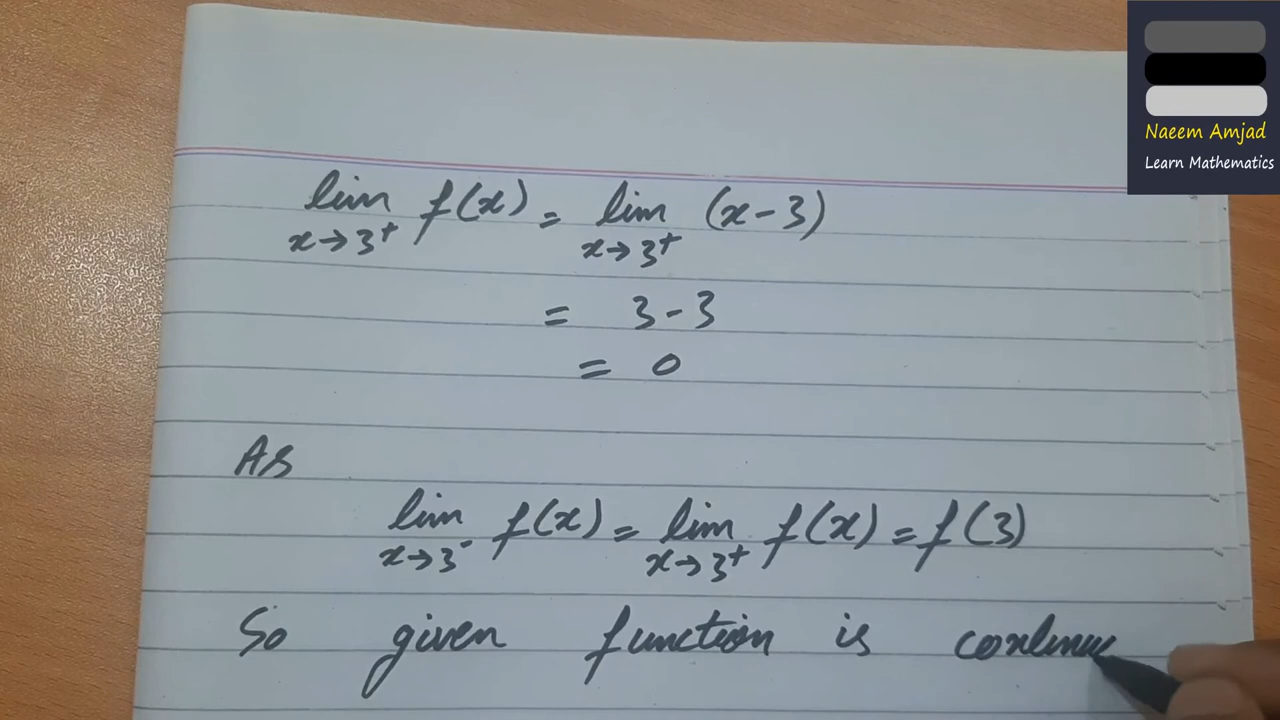 Naeem Amjad
Learn Mathematics
lim f(x) = lim (x-3)
x→3⁺ x→3⁺
= 3-3
= 0
As
lim f(x) = lim f(x) = f(3)
x→3⁻ x→3⁺
So given function is